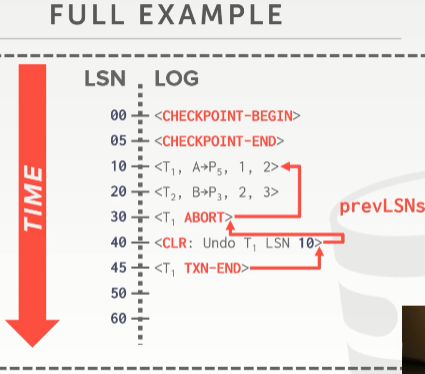 FULL EXAMPLE
LSN LOG
TIME
00 <CHECKPOINT-BEGIN>
05 <CHECKPOINT-END>
10 <T₁, A→P₅, 1, 2>
20 <T₂, B→P₃, 2, 3>
30 <T₁ ABORT>
prevLSNs
40 <CLR: Undo T₁ LSN 10>
45 <T₁ TXN-END>
50
60